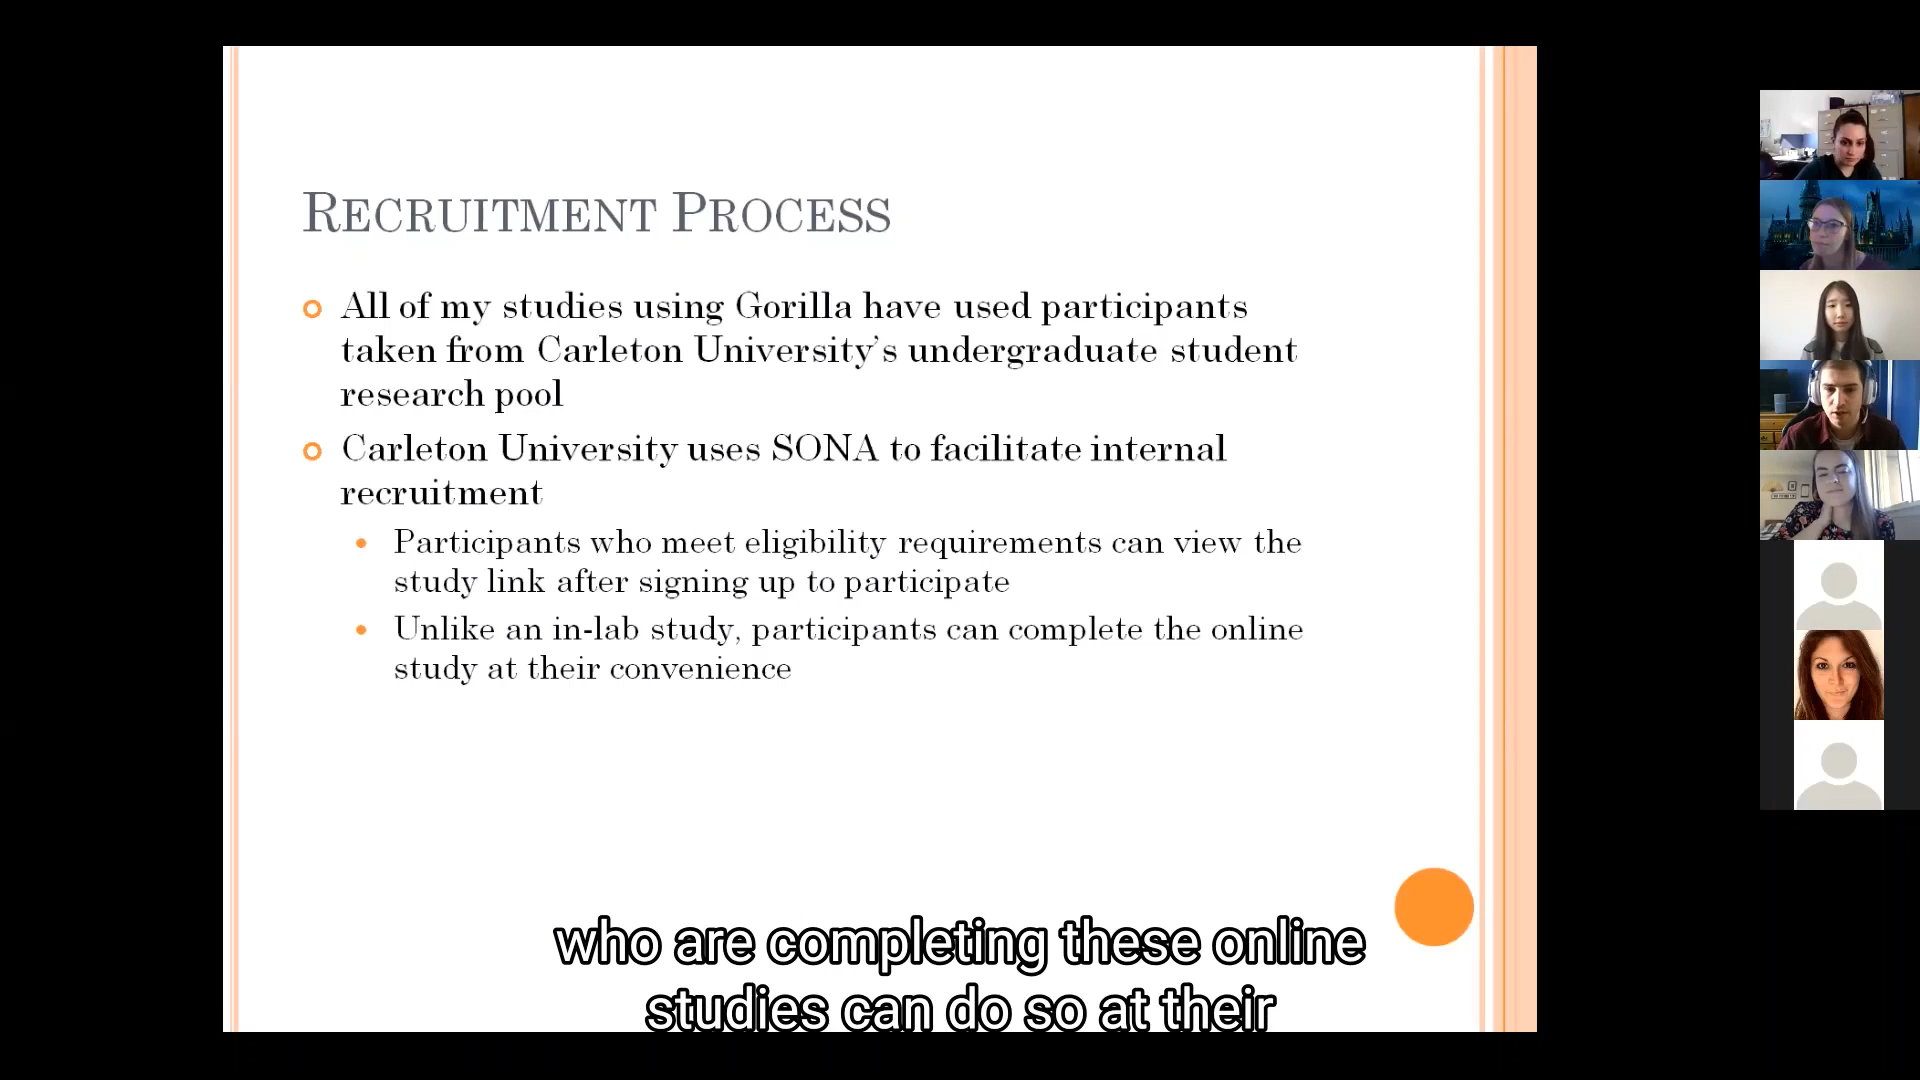 RECRUITMENT PROCESS
All of my studies using Gorilla have used participants
taken from Carleton University's undergraduate student
research pool
Carleton University uses SONA to facilitate internal
recruitment
Participants who meet eligibility requirements can view the
study link after signing up to participate
Unlike an in-lab study, participants can complete the online
study at their convenience
who are completing these online
studies can do so at their